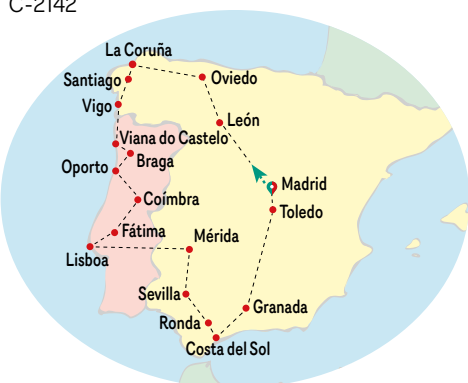 C-2142
La Coruña
Oviedo
Santiago
Vigo
León
Viana do Castelo
Braga
Oporto
Madrid
Coímbra
Toledo
Fátima
Mérida
Lisboa
Sevilla
Granada
Ronda
Costa del Sol